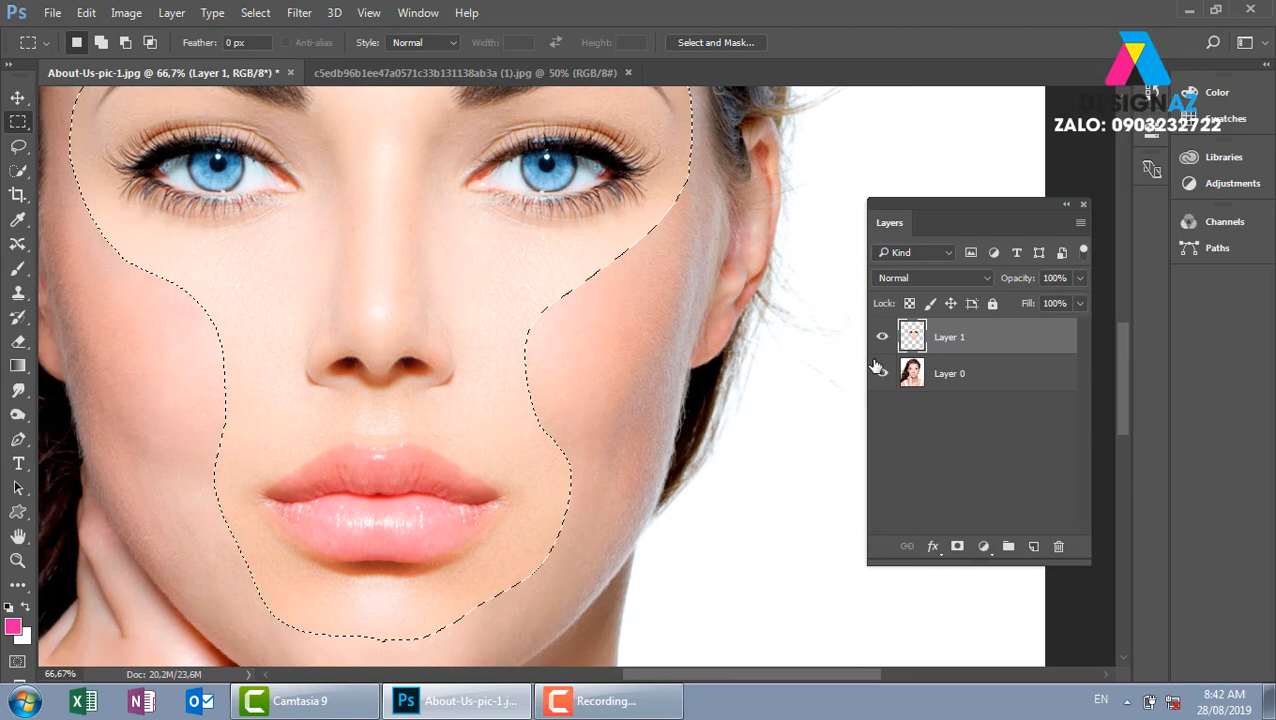 Ps File Edit Image Layer Type Select Filter 3D View Window Help
Feather: 0 px Anti-alias Style: Normal Width: Height: Select and Mask...
About-Us-pic-1.jpg @ 66,7% (Layer 1, RGB/8*) * × c5edb96b1ee47a0571c33b131138ab3a (1).jpg @ 50% (RGB/8#) ×
DESIGNAZ
ZALO: 0903232722
Color
Swatches
Libraries
Adjustments
Channels
Paths
Layers
Kind
Normal Opacity: 100%
Lock: Fill: 100%
Layer 1
Layer 0
fx
66,67% Doc: 20,2M/23,6M
Camtasia 9 Ps About-Us-pic-1.j... Recording... EN 8:42 AM
28/08/2019